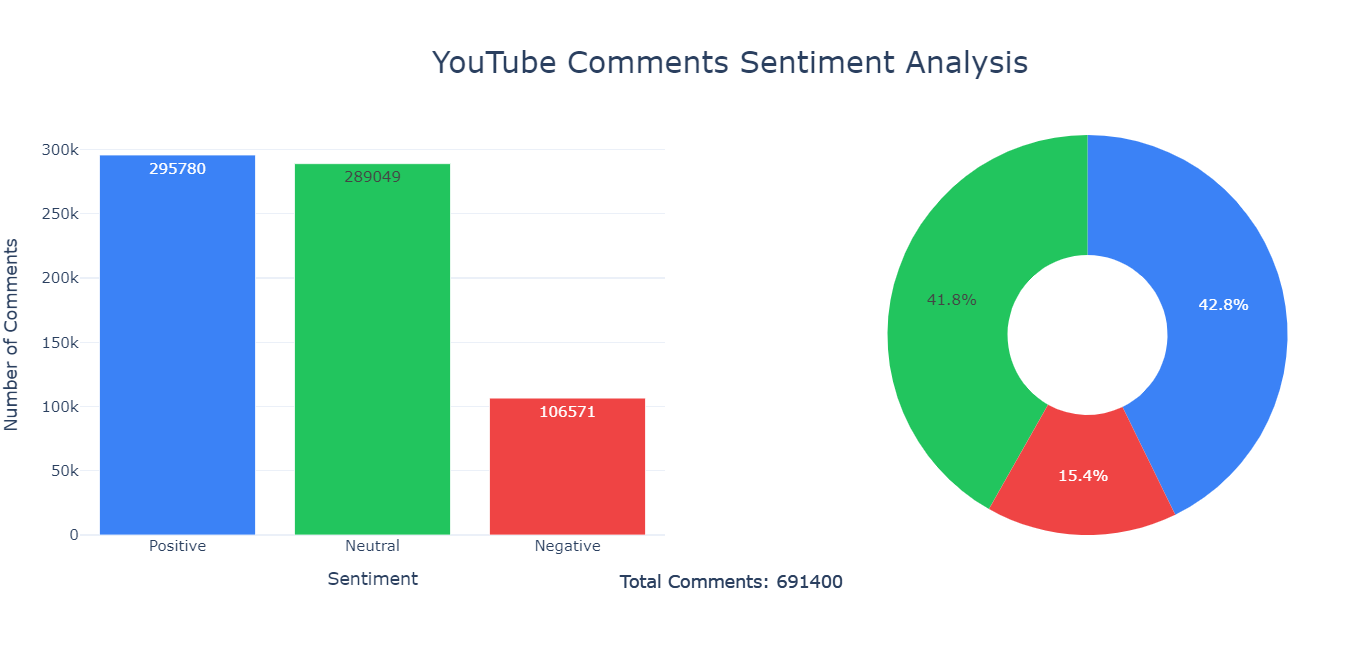 YouTube Comments Sentiment Analysis
Number of Comments
300k
250k
200k
150k
100k
50k
0
295780
289049
106571
Positive
Neutral
Negative
Sentiment
41.8%
42.8%
15.4%
Total Comments: 691400